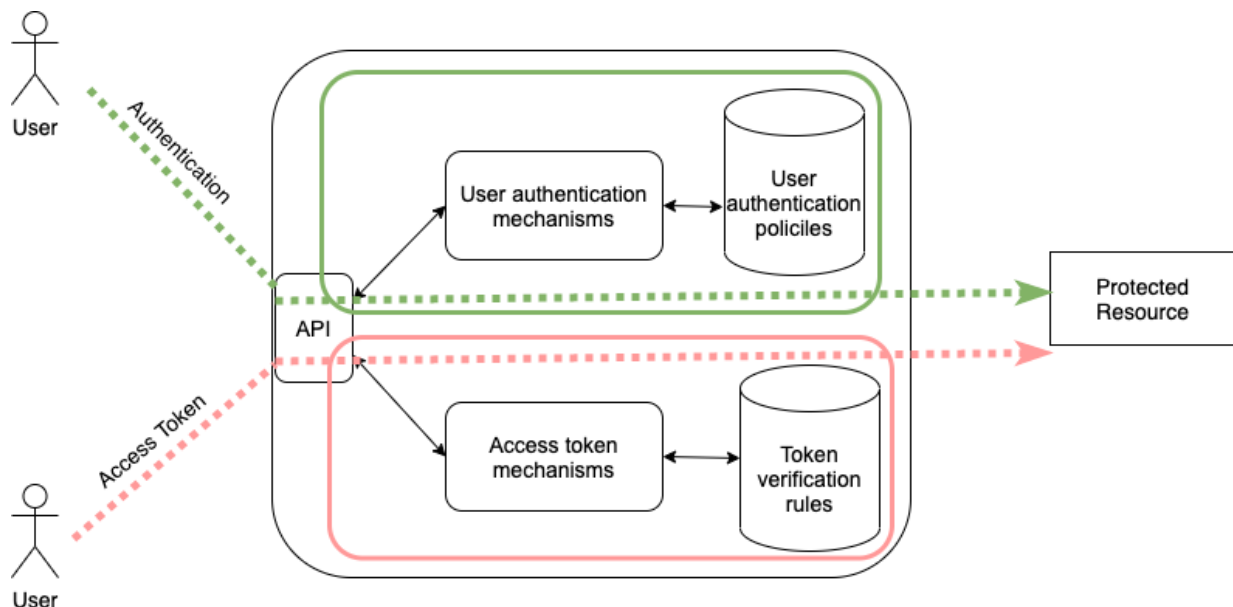 User
Authentication
User authentication
mechanisms
User
authentication
policiles
API
Protected
Resource
Access Token
Access token
mechanisms
Token
verification
rules
User